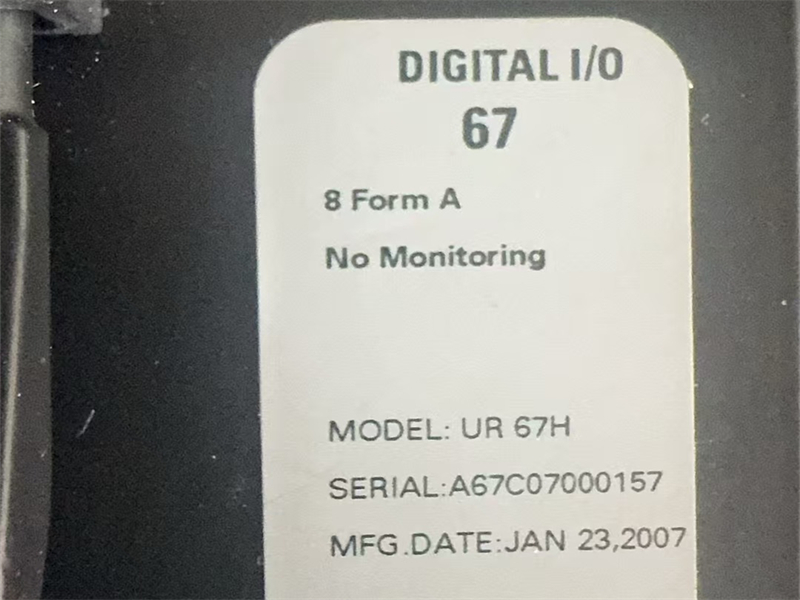 DIGITAL I/O
67
8 Form A
No Monitoring
MODEL: UR 67H
SERIAL:A67C07000157
MFG.DATE:JAN 23,2007